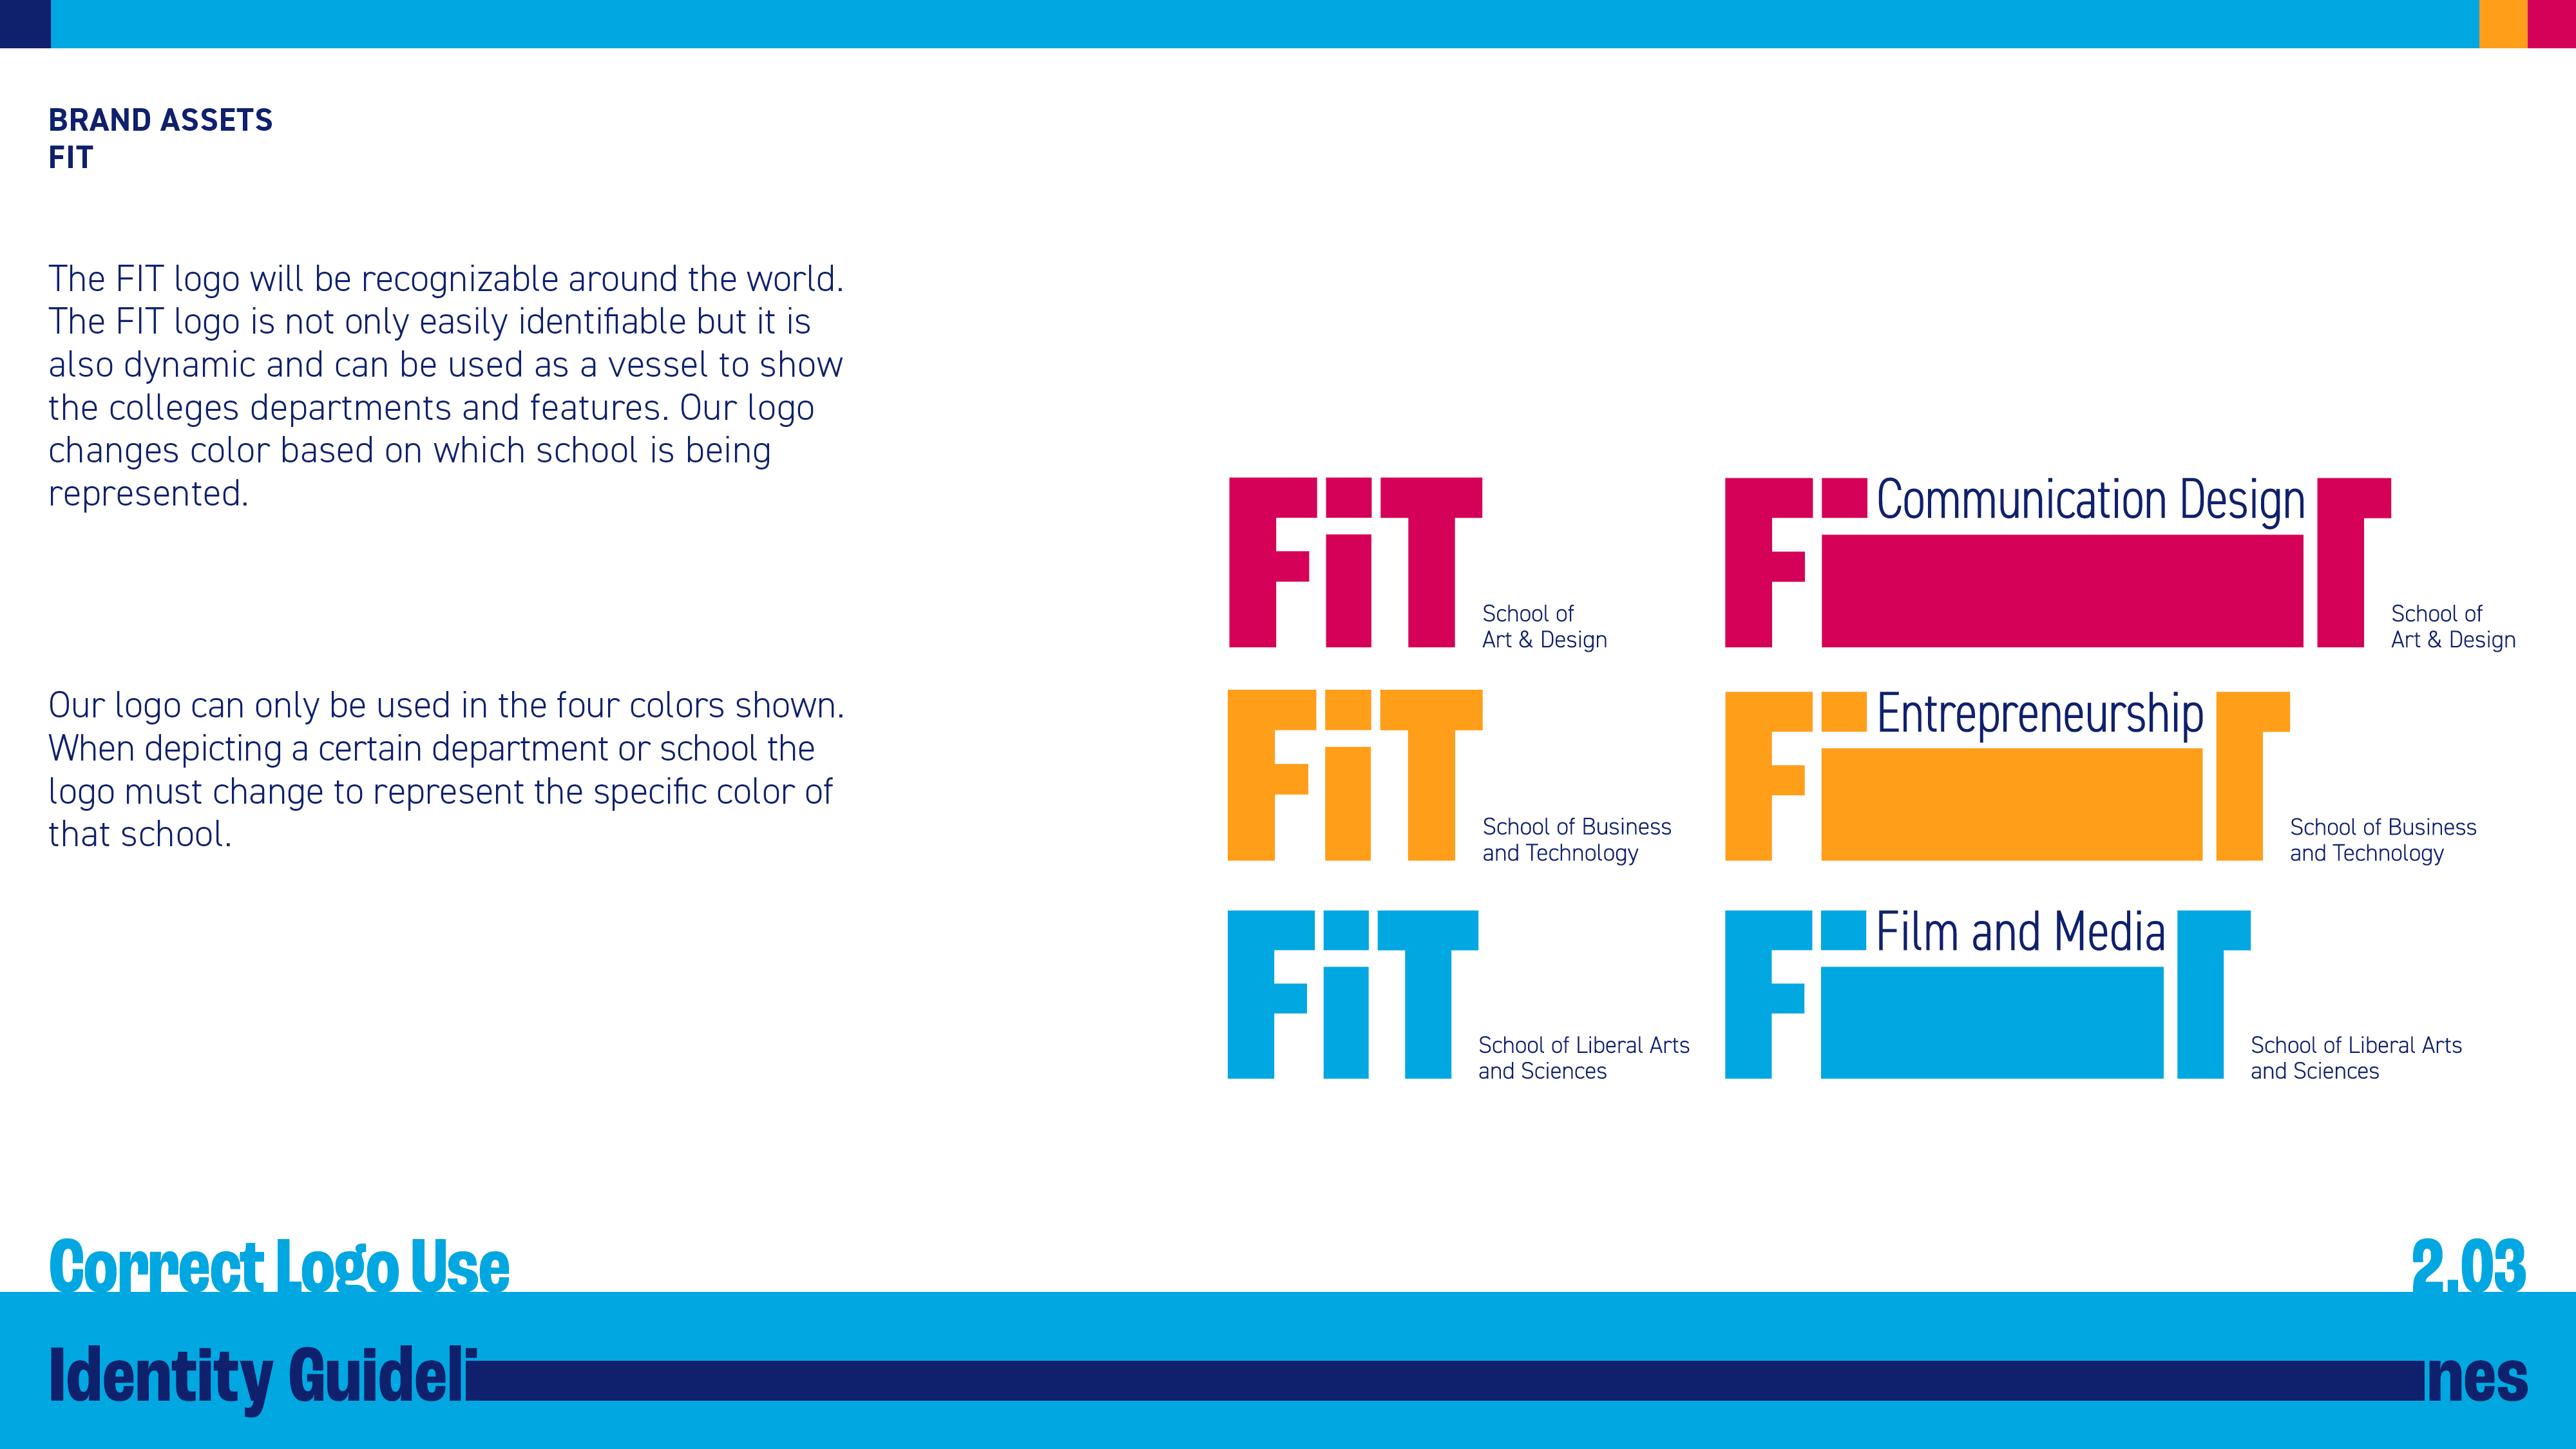 BRAND ASSETS
FIT
The FIT logo will be recognizable around the world.
The FIT logo is not only easily identifiable but it is
also dynamic and can be used as a vessel to show
the colleges departments and features. Our logo
changes color based on which school is being
represented.
Our logo can only be used in the four colors shown.
When depicting a certain department or school the
logo must change to represent the specific color of
that school.
FiT
School of
Art & Design
Fi Communication Design T
School of
Art & Design
FiT
School of Business
and Technology
Fi Entrepreneurship T
School of Business
and Technology
FiT
School of Liberal Arts
and Sciences
Fi Film and Media T
School of Liberal Arts
and Sciences
Correct Logo Use
2.03
Identity Guidelines